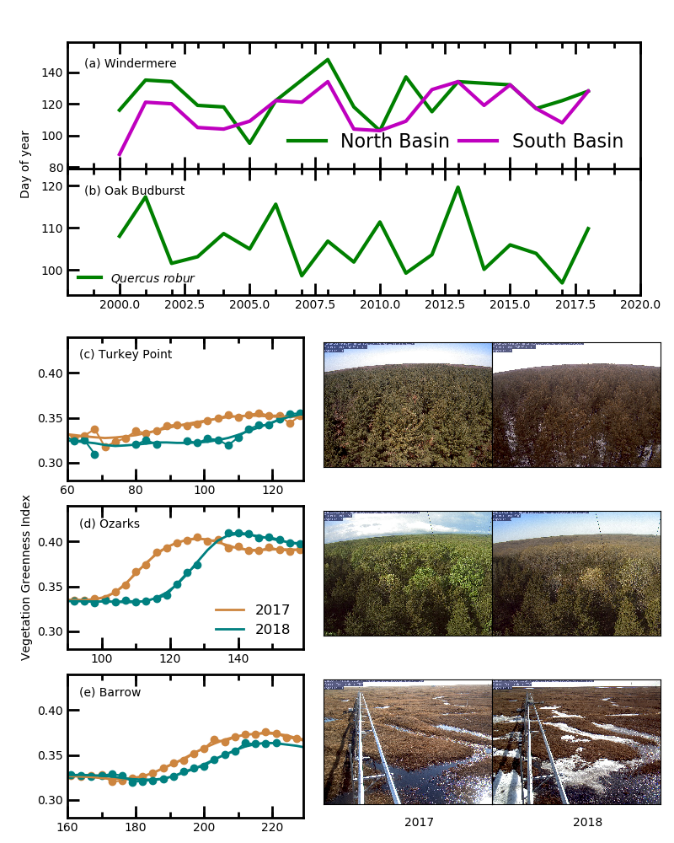 (a) Windermere
140
120
100
80
North Basin
South Basin
Day of year
(b) Oak Budburst
120
110
100
Quercus robur
2000.0 2002.5 2005.0 2007.5 2010.0 2012.5 2015.0 2017.5 2020.0
(c) Turkey Point
0.40
0.35
0.30
60 80 100 120
Vegetation Greenness Index
(d) Ozarks
0.40
0.35
0.30
2017
2018
100 120 140
(e) Barrow
0.40
0.35
0.30
160 180 200 220
2017 2018